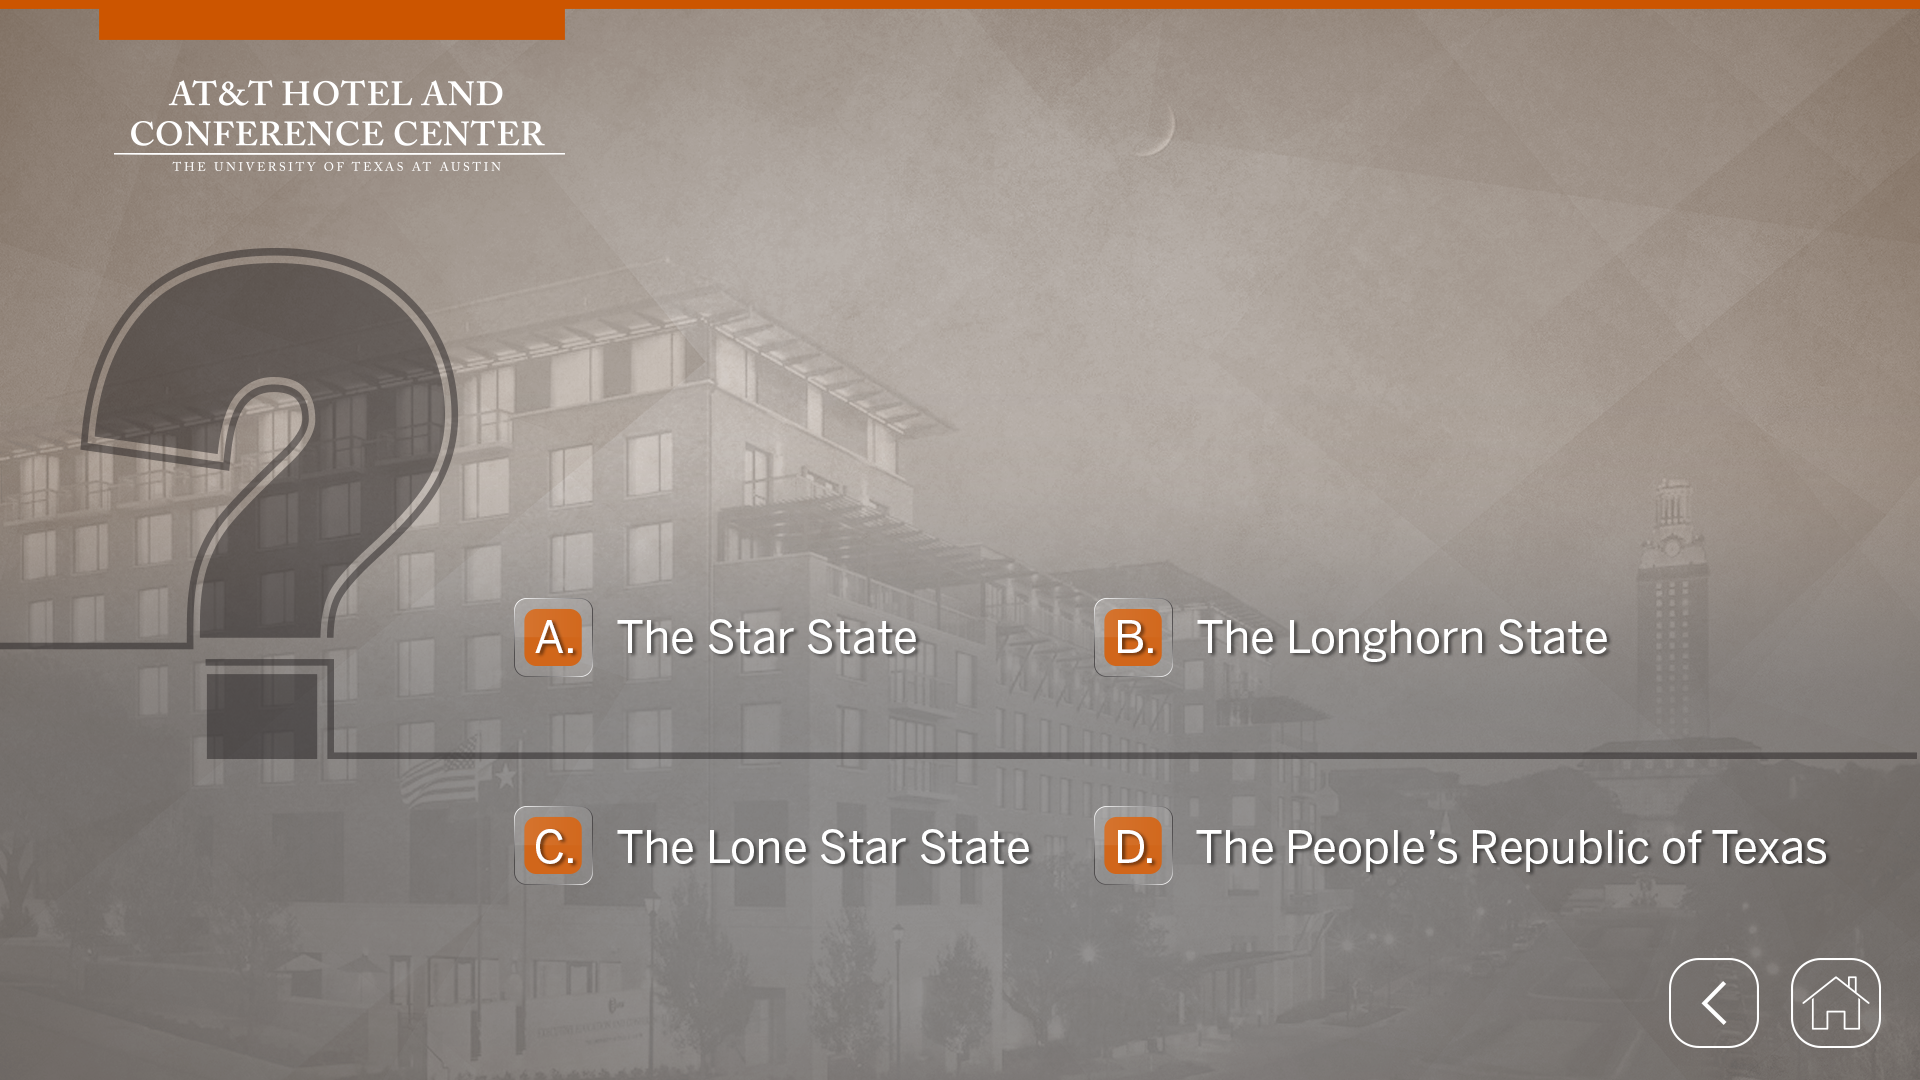 AT&T HOTEL AND
CONFERENCE CENTER
THE UNIVERSITY OF TEXAS AT AUSTIN
?
A. The Star State
B. The Longhorn State
C. The Lone Star State
D. The People’s Republic of Texas